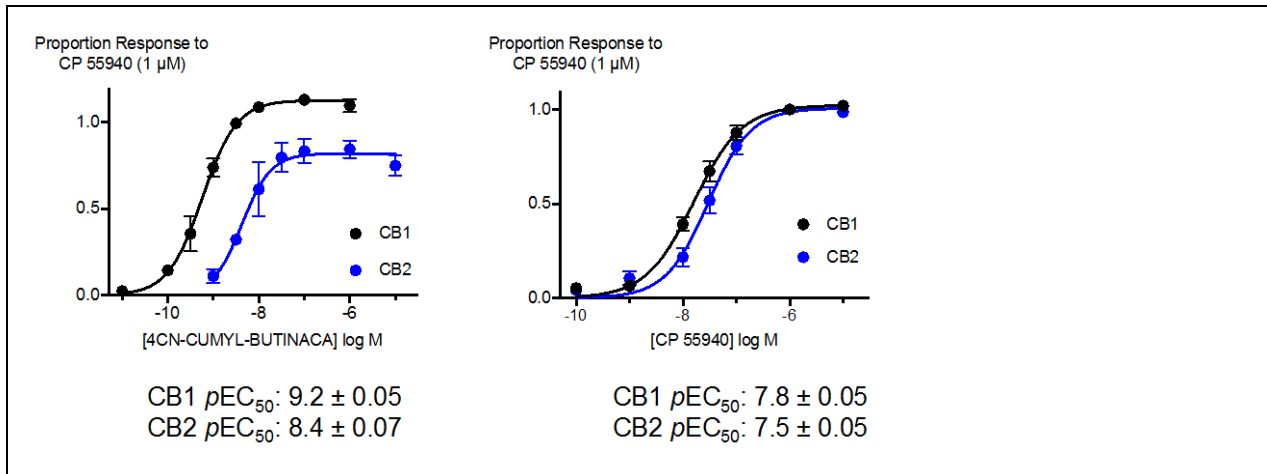 Proportion Response to
CP 55940 (1 µM)
1.0
0.5
0.0
CB1
CB2
-10
-8
-6
[4CN-CUMYL-BUTINACA] log M
CB1 pEC50: 9.2 ± 0.05
CB2 pEC50: 8.4 ± 0.07
Proportion Response to
CP 55940 (1 µM)
1.0
0.5
0.0
CB1
CB2
-10
-8
-6
[CP 55940] log M
CB1 pEC50: 7.8 ± 0.05
CB2 pEC50: 7.5 ± 0.05